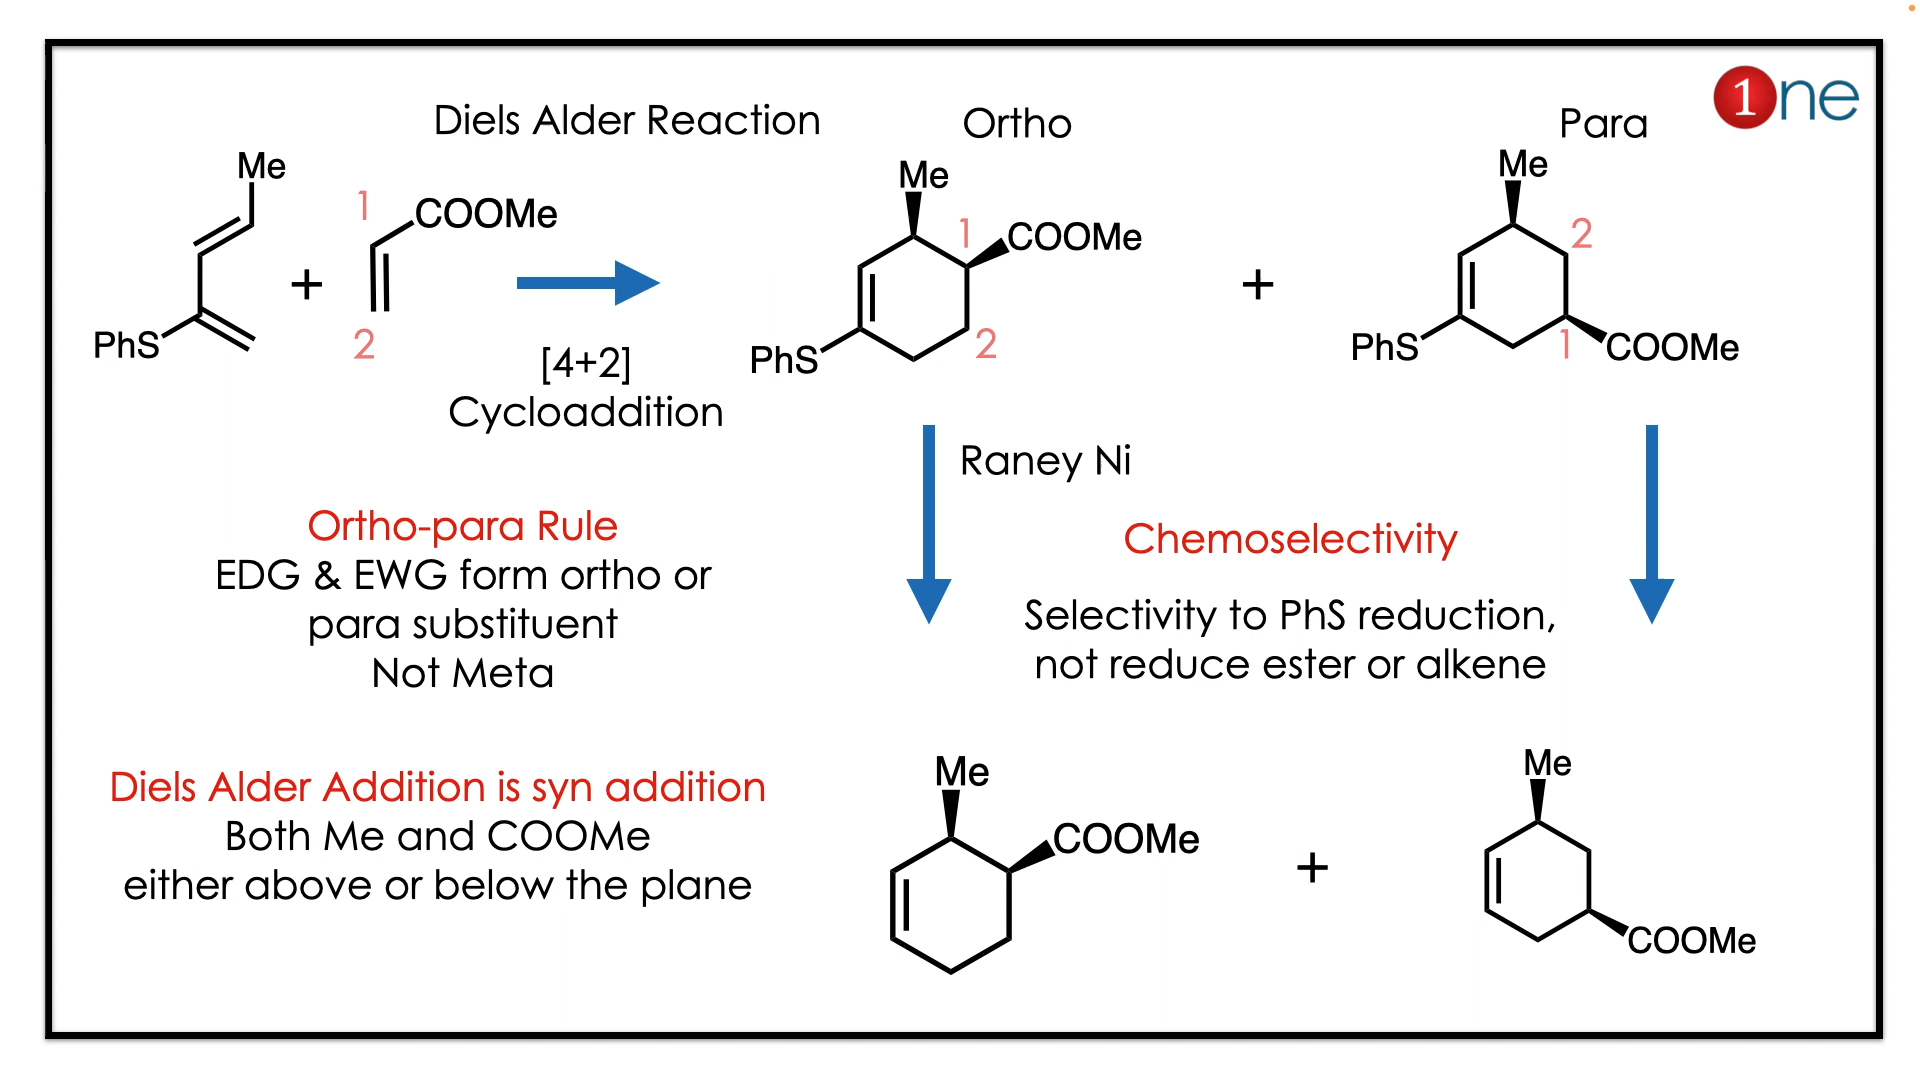 Diels Alder Reaction
Ortho
Para
1ne
Me
1
COOMe
+
2
PhS
[4+2]
Cycloaddition
Me
1
COOMe
2
PhS
+
Me
2
PhS
1
COOMe
Raney Ni
Ortho-para Rule
EDG & EWG form ortho or
para substituent
Not Meta
Chemoselectivity
Selectivity to PhS reduction,
not reduce ester or alkene
Diels Alder Addition is syn addition
Both Me and COOMe
either above or below the plane
Me
COOMe
+
Me
COOMe